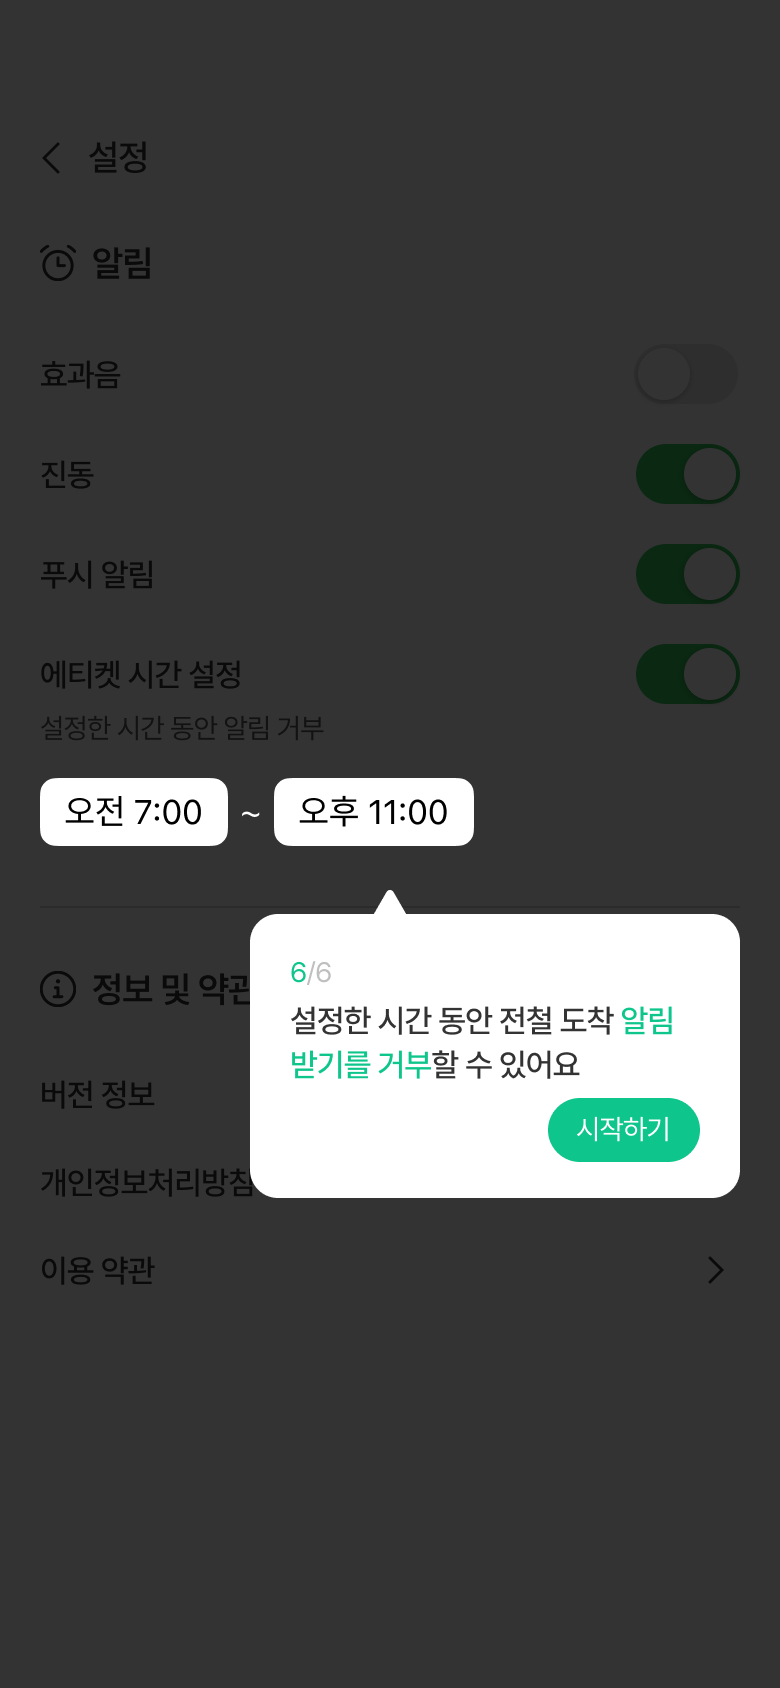 설정
알림
효과음
진동
푸시 알림
에티켓 시간 설정
설정한 시간 동안 알림 거부
오전 7:00 ~ 오후 11:00
정보 및 약관
6/6
설정한 시간 동안 전철 도착 알림
받기를 거부할 수 있어요
시작하기
버전 정보
개인정보처리방침
이용 약관